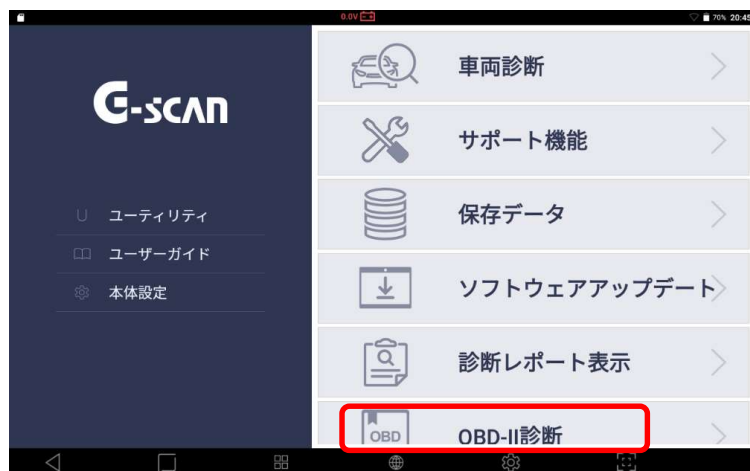 0.0V
70% 20:45
G-scan
U ユーティリティ
ユーザーガイド
本体設定
車両診断
サポート機能
保存データ
ソフトウェアアップデート
診断レポート表示
OBD
OBD-II診断